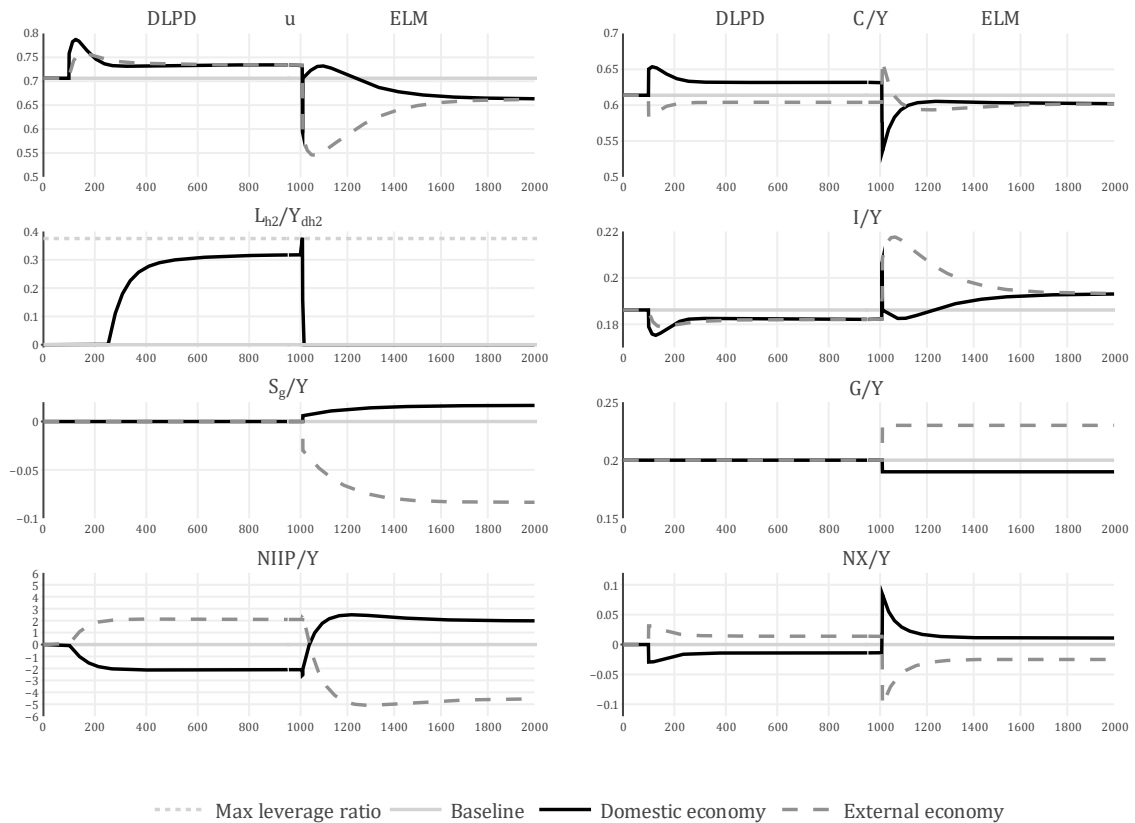 DLPD u ELM
0.8
0.75
0.7
0.65
0.6
0.55
0.5
0 200 400 600 800 1000 1200 1400 1600 1800 2000
DLPD C/Y ELM
0.7
0.65
0.6
0.55
0.5
0 200 400 600 800 1000 1200 1400 1600 1800 2000
Lh2/Ydh2
0.4
0.3
0.2
0.1
0
0 200 400 600 800 1000 1200 1400 1600 1800 2000
I/Y
0.22
0.2
0.18
0 200 400 600 800 1000 1200 1400 1600 1800 2000
Sg/Y
0
−0.05
−0.1
0 200 400 600 800 1000 1200 1400 1600 1800 2000
G/Y
0.25
0.2
0.15
0 200 400 600 800 1000 1200 1400 1600 1800 2000
NIIP/Y
6
5
4
3
2
1
0
−1
−2
−3
−4
−5
−6
0 200 400 600 800 1000 1200 1400 1600 1800 2000
NX/Y
0.1
0.05
0
−0.05
−0.1
0 200 400 600 800 1000 1200 1400 1600 1800 2000
Max leverage ratio Baseline Domestic economy External economy